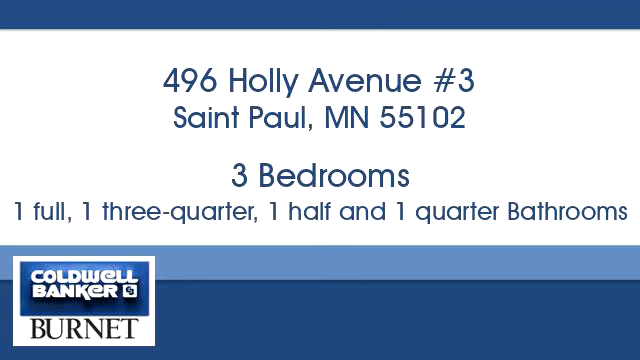 496 Holly Avenue #3
Saint Paul, MN 55102
3 Bedrooms
1 full, 1 three-quarter, 1 half and 1 quarter Bathrooms
COLDWELL
BANKER CB
BURNET